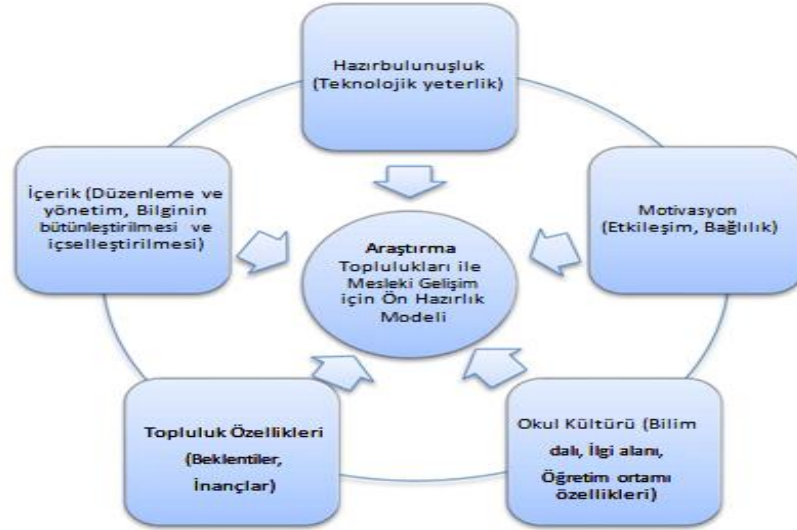 Hazırbulunuşluk
(Teknolojik yeterlik)
İçerik (Düzenleme ve
yönetim, Bilginin
bütünleştirilmesi ve
içselleştirilmesi)
Motivasyon
(Etkileşim, Bağlılık)
Araştırma
Toplulukları ile
Mesleki Gelişim
için Ön Hazırlık
Modeli
Topluluk Özellikleri
(Beklentiler,
İnançlar)
Okul Kültürü (Bilim
dalı, İlgi alanı,
Öğretim ortamı
özellikleri)